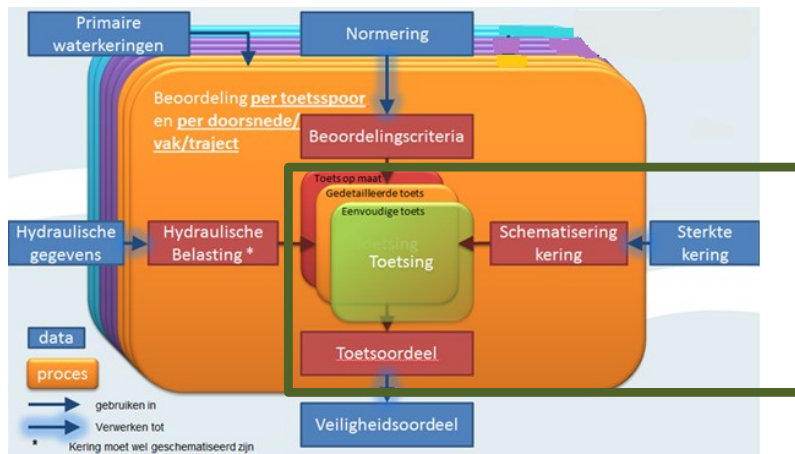 Primaire
waterkeringen
Normering
Beoordeling per toetsspoor
en per doorsnede/
vak/traject
Beoordelingscriteria
Toets op maat
Gedetailleerde toets
Eenvoudige toets
Hydraulische
gegevens
Hydraulische
Belasting *
Toetsing
Toetsing
Schematisering
kering
Sterkte
kering
data
Toetsoordeel
proces
gebruiken in
Verwerken tot
Veiligheidsoordeel
* Kering moet wel geschematiseerd zijn